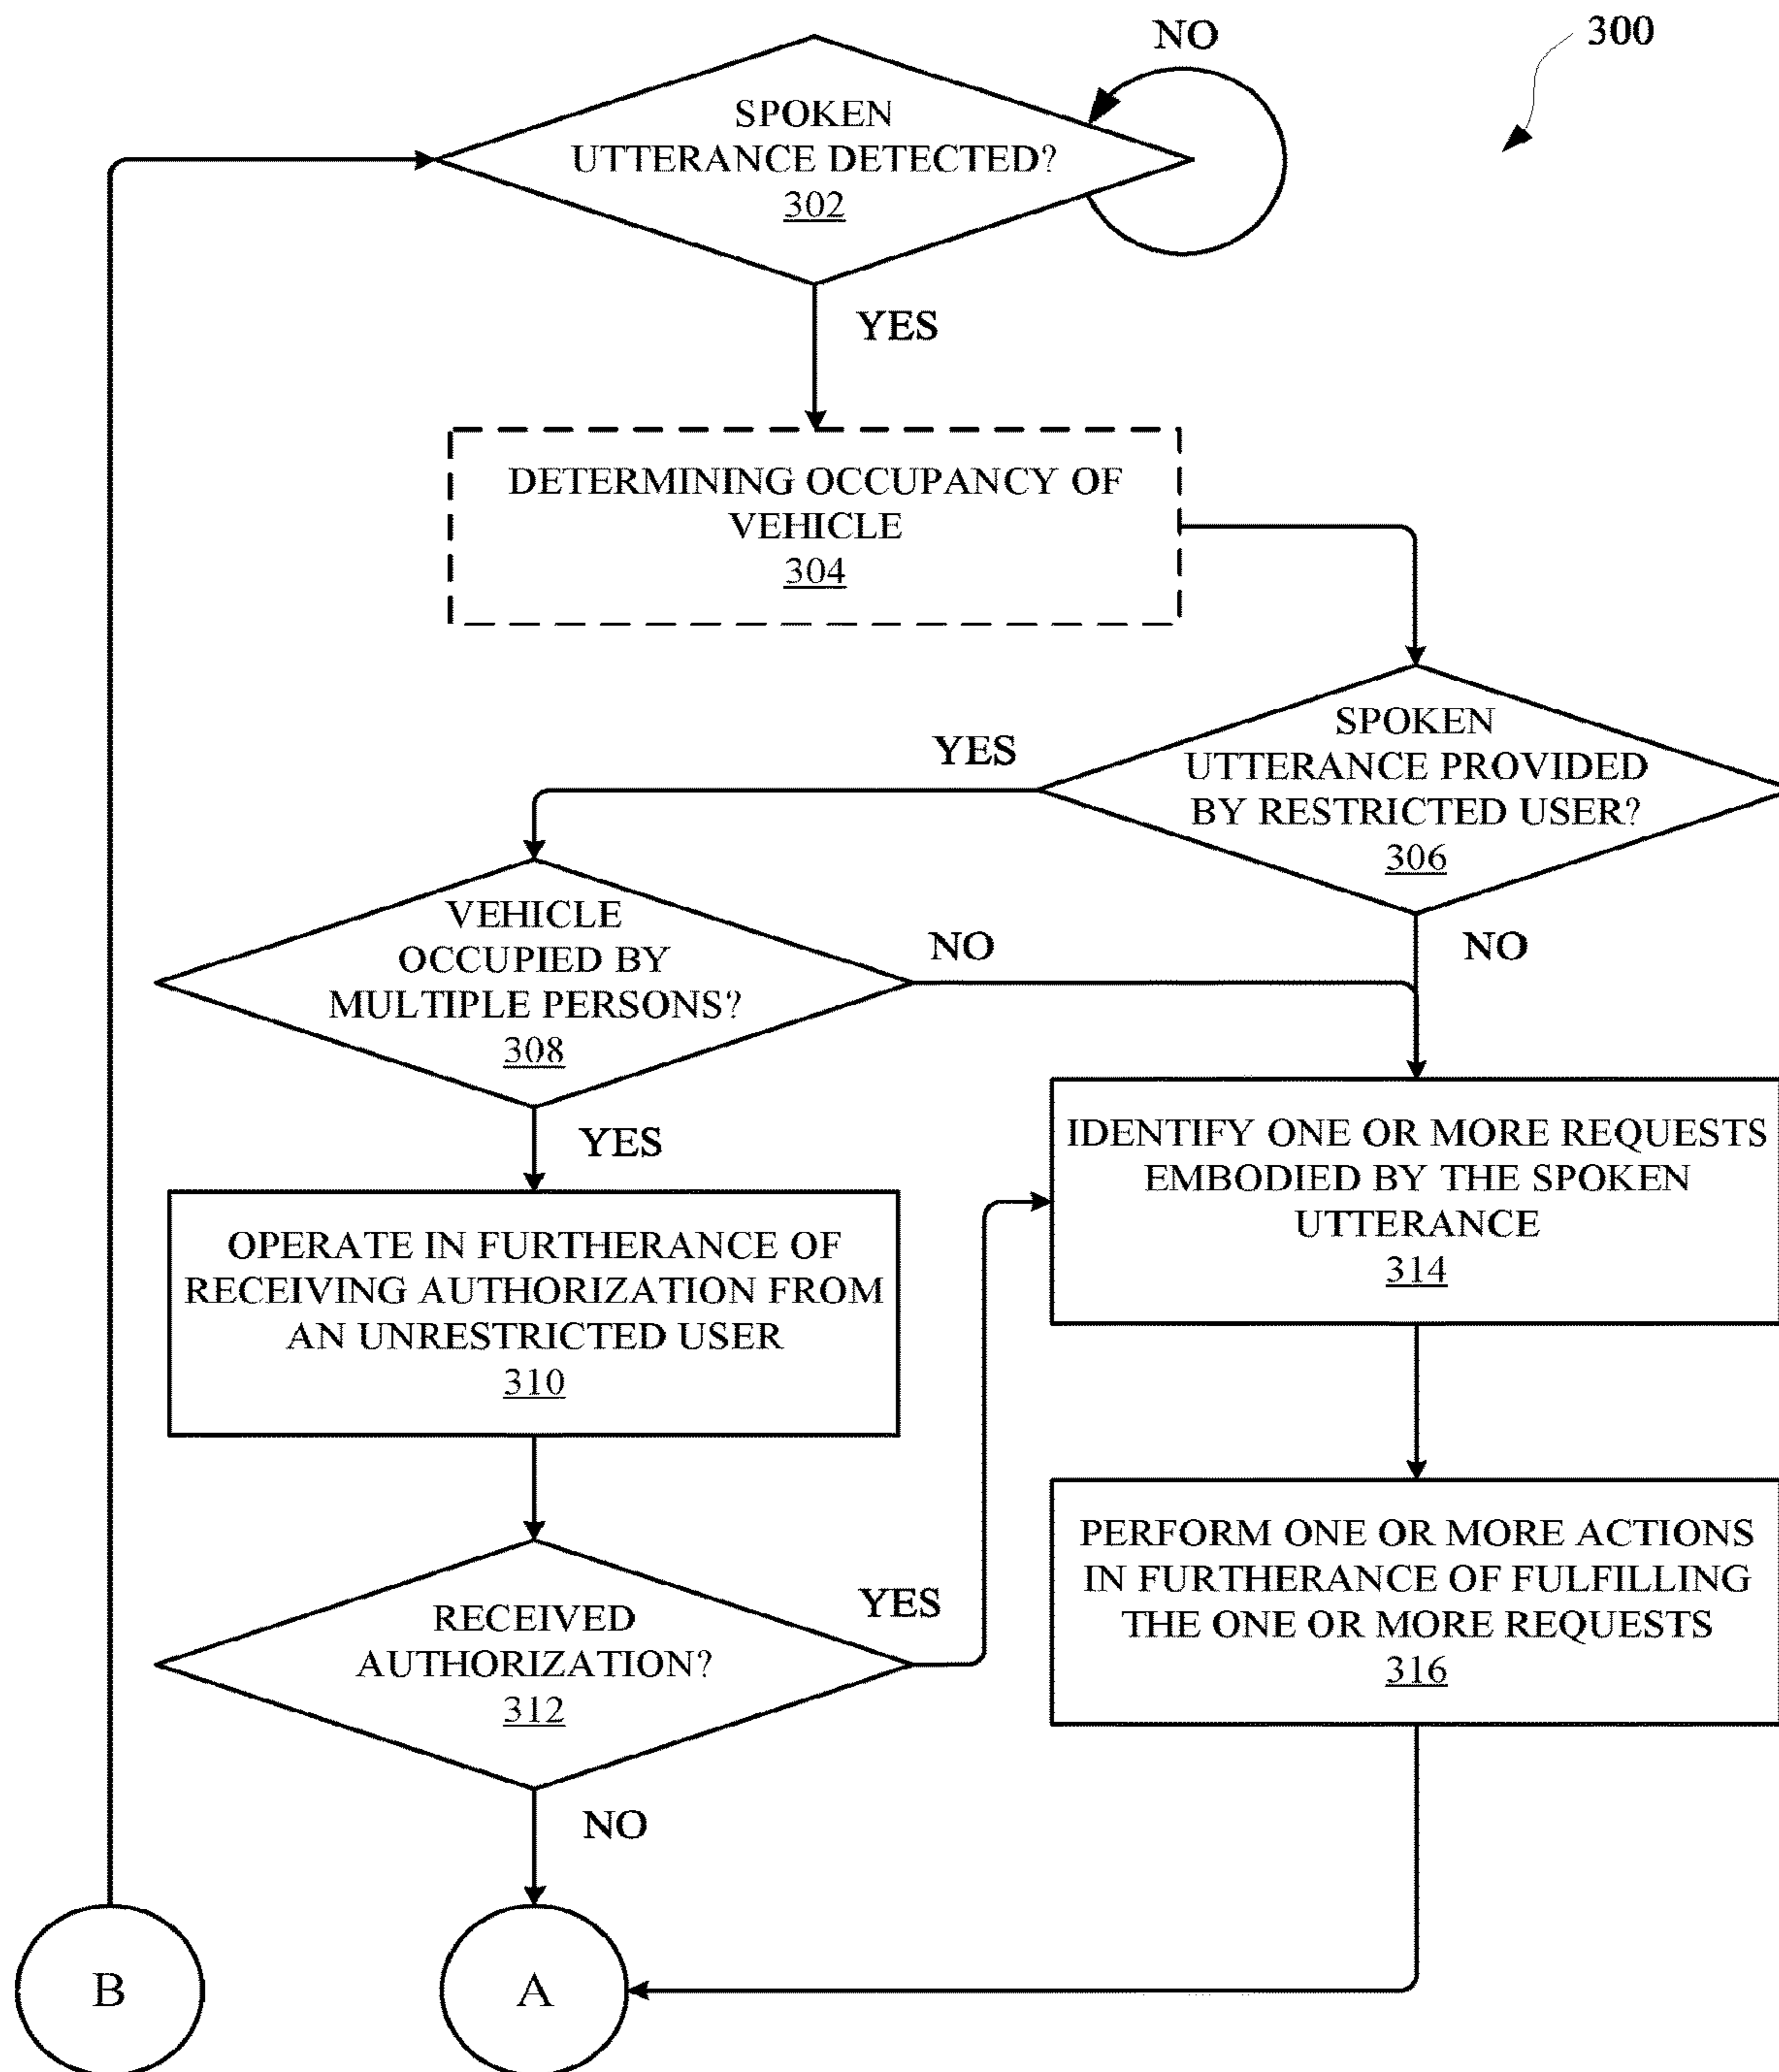 300
NO
SPOKEN
UTTERANCE DETECTED?
302
YES
DETERMINING OCCUPANCY OF
VEHICLE
304
SPOKEN
UTTERANCE PROVIDED
BY RESTRICTED USER?
306
YES
NO
VEHICLE
OCCUPIED BY
MULTIPLE PERSONS?
308
NO
YES
OPERATE IN FURTHERANCE OF
RECEIVING AUTHORIZATION FROM
AN UNRESTRICTED USER
310
IDENTIFY ONE OR MORE REQUESTS
EMBODIED BY THE SPOKEN
UTTERANCE
314
RECEIVED
AUTHORIZATION?
312
YES
NO
PERFORM ONE OR MORE ACTIONS
IN FURTHERANCE OF FULFILLING
THE ONE OR MORE REQUESTS
316
B
A